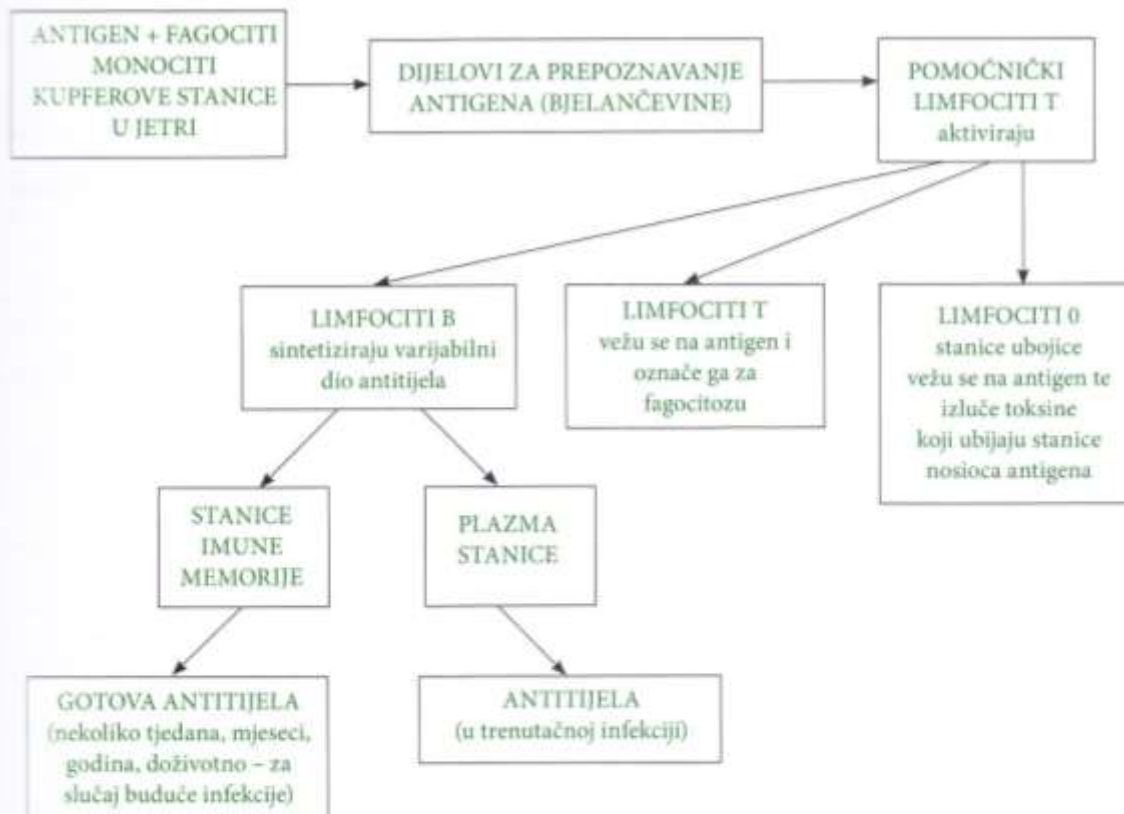 ANTIGEN + FAGOCITI
MONOCITI
KUPFEROVE STANICE
U JETRI
DIJELOVI ZA PREPOZNAVANJE
ANTIGENA (BJELANČEVINE)
POMOĆNIČKI
LIMFOCITI T
aktiviraju
LIMFOCITI B
sintetiziraju varijabilni
dio antitijela
LIMFOCITI T
vežu se na antigen i
označe ga za
fagocitozu
LIMFOCITI 0
stanice ubojice
vežu se na antigen te
izluče toksine
koji ubijaju stanice
nosioca antigena
STANICE
IMUNE
MEMORIJE
PLAZMA
STANICE
GOTOVA ANTITIJELA
(nekoliko tjedana, mjeseci,
godina, doživotno – za
slučaj buduće infekcije)
ANTITIJELA
(u trenutačnoj infekciji)